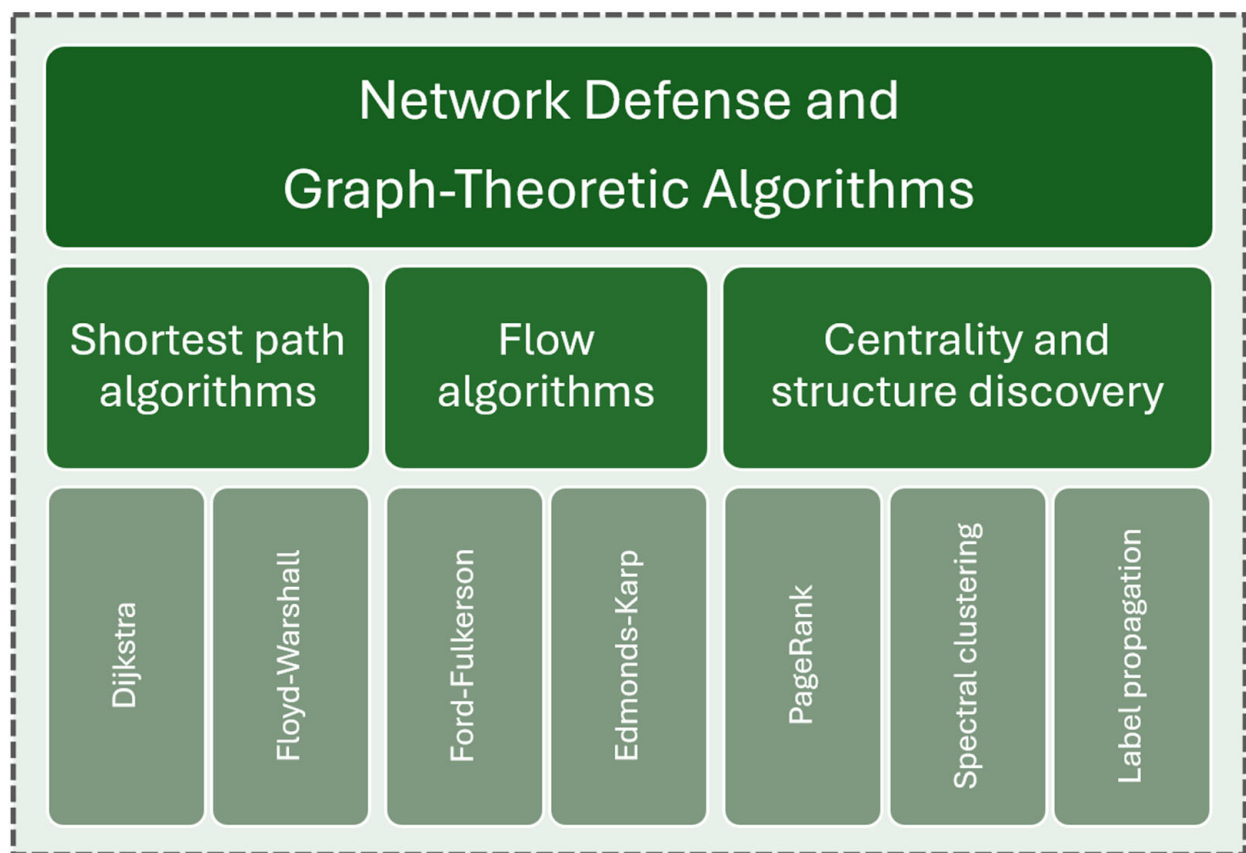 Network Defense and
Graph-Theoretic Algorithms
Shortest path
algorithms
Flow
algorithms
Centrality and
structure discovery
Dijkstra
Floyd-Warshall
Ford-Fulkerson
Edmonds-Karp
PageRank
Spectral clustering
Label propagation